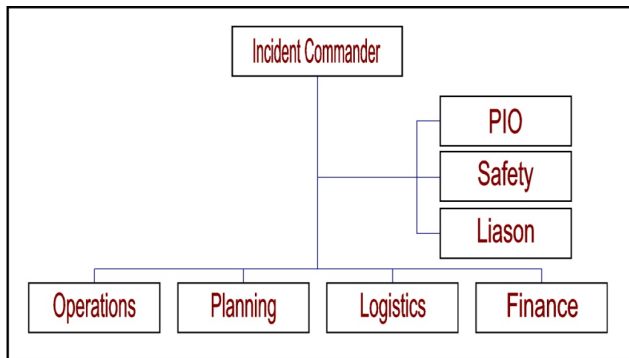 Incident Commander
PIO
Safety
Liason
Operations
Planning
Logistics
Finance